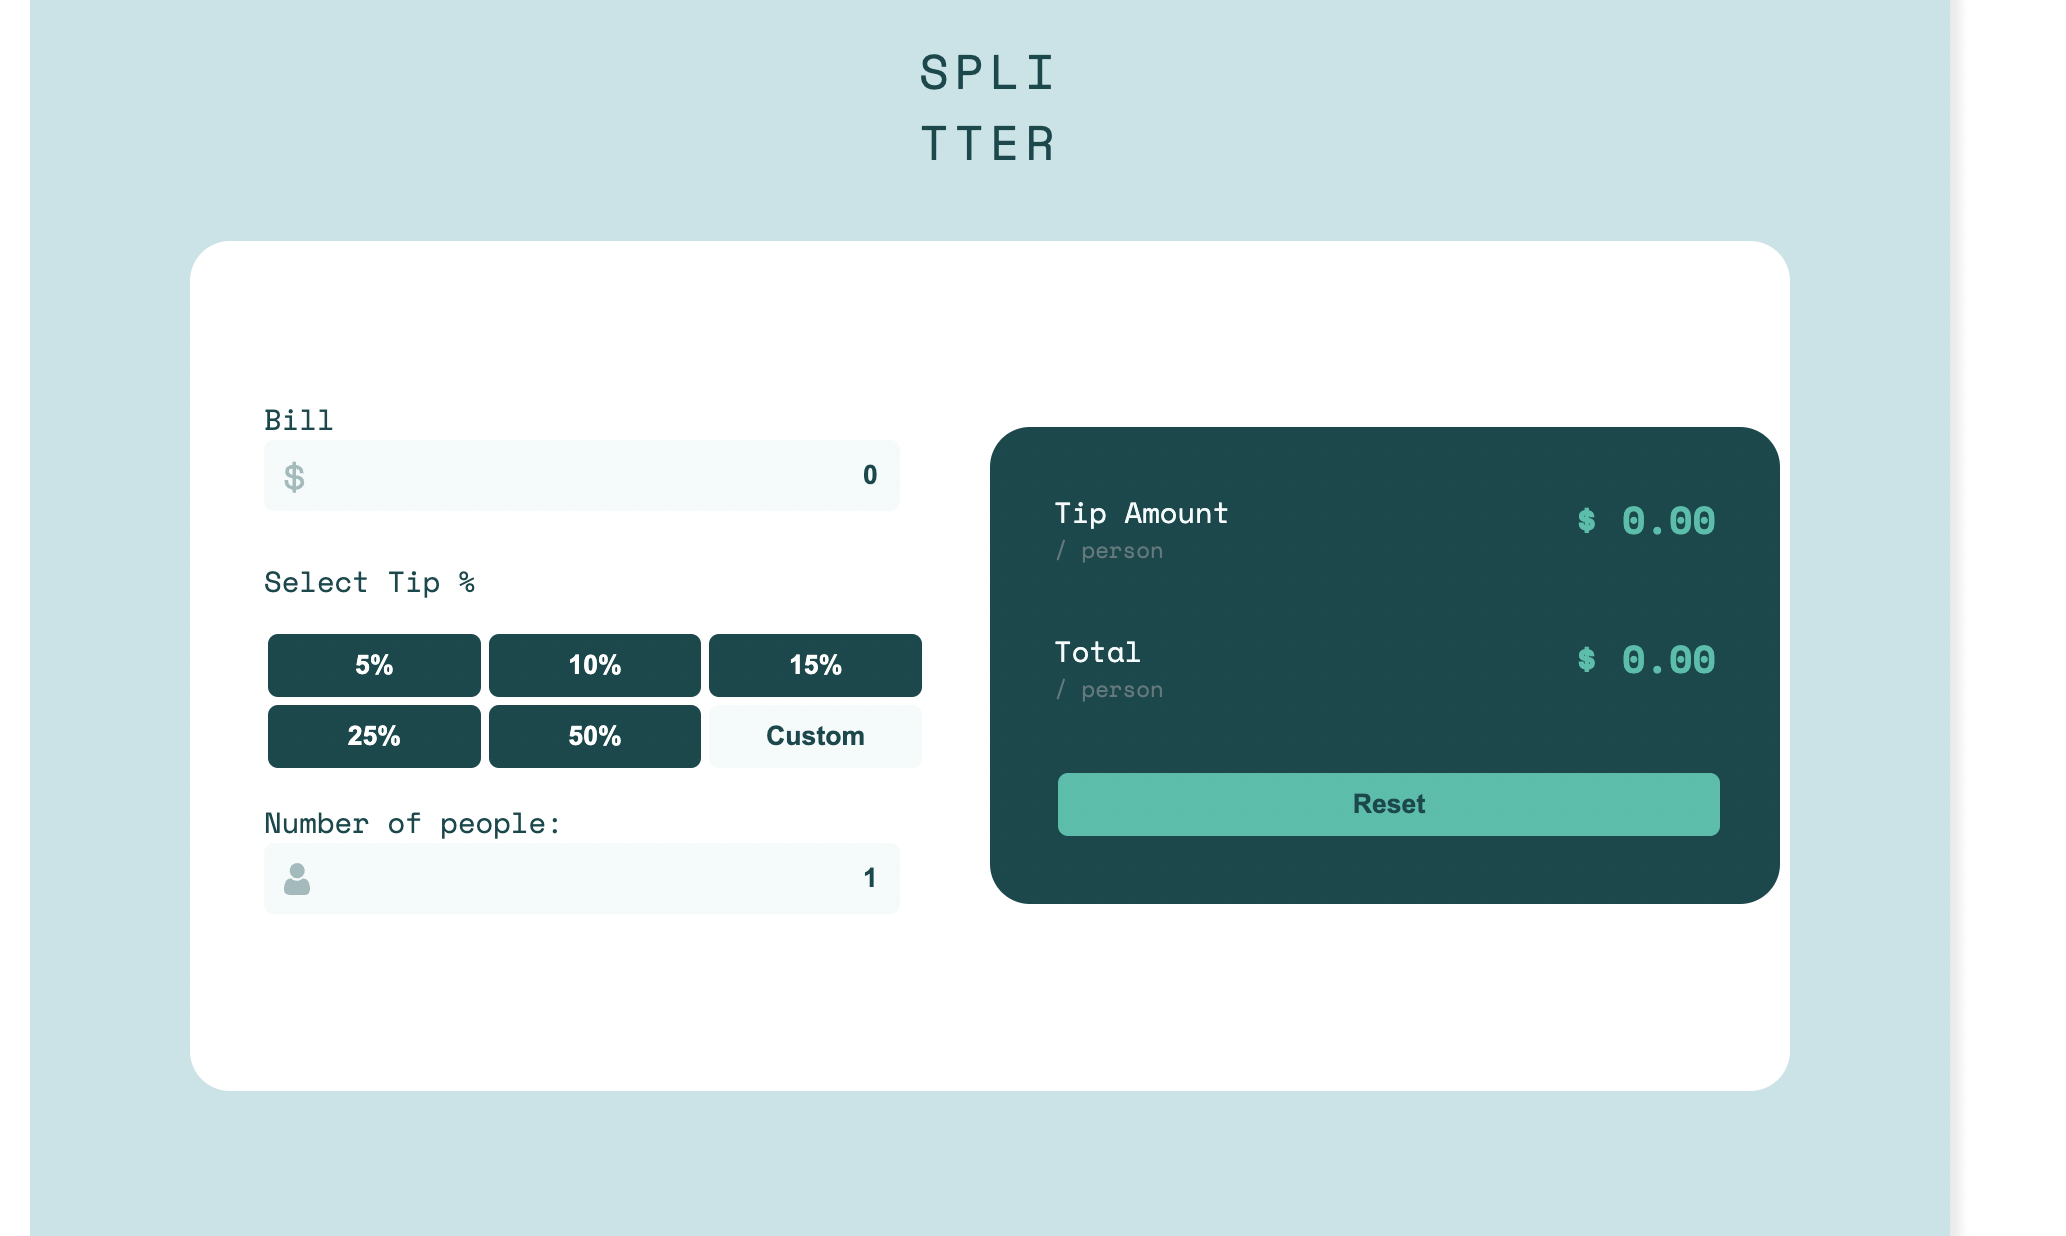 SPLI
TTER
Bill
$ 0
Select Tip %
5% 10% 15%
25% 50% Custom
Number of people:
1
Tip Amount
/ person
$ 0.00
Total
/ person
$ 0.00
Reset